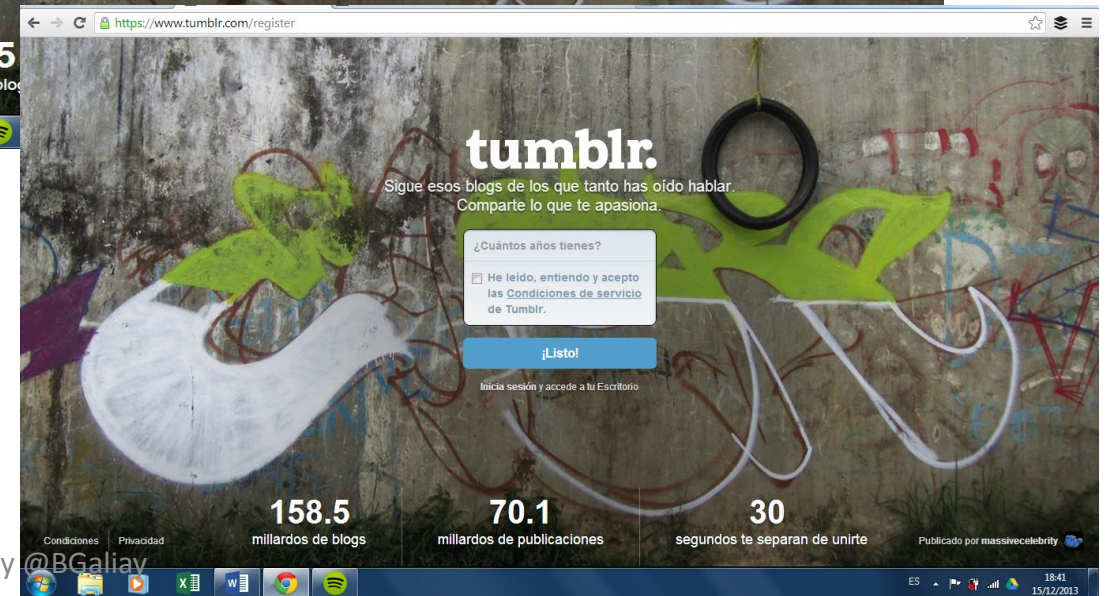 https://www.tumblr.com/register
5
tumblr.
Sigue esos blogs de los que tanto has oído hablar.
Comparte lo que te apasiona.
¿Cuántos años tienes?
He leído, entiendo y acepto
las Condiciones de servicio
de Tumblr.
¡Listo!
Inicia sesión y accede a tu Escritorio
158.5
millardos de blogs
70.1
millardos de publicaciones
30
segundos te separan de unirte
Condiciones
Privacidad
Publicado por massivecelebrity
y @BGaliay
ES
18:41
15/12/2013